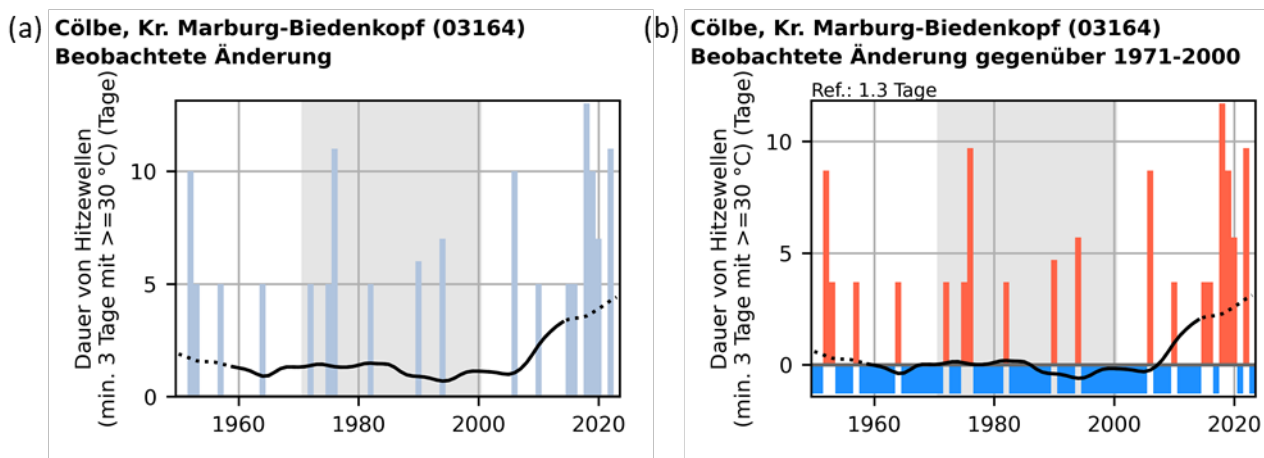 (a) Cölbe, Kr. Marburg-Biedenkopf (03164)
Beobachtete Änderung
Dauer von Hitzewellen
(min. 3 Tage mit >=30 °C) (Tage)
10
5
0
1960 1980 2000 2020
(b) Cölbe, Kr. Marburg-Biedenkopf (03164)
Beobachtete Änderung gegenüber 1971-2000
Ref.: 1.3 Tage
Dauer von Hitzewellen
(min. 3 Tage mit >=30 °C) (Tage)
10
5
0
1960 1980 2000 2020